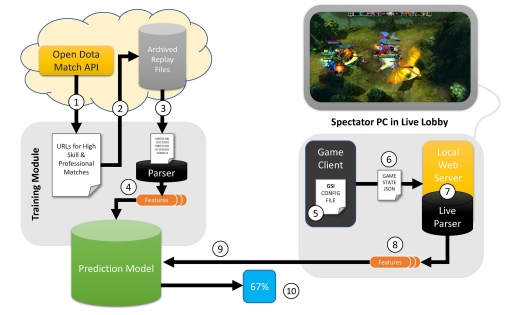 Open Dota
Match API
Archived
Replay
Files
1
2
3
URLs for High
Skill &
Professional
Matches
Parser
Training Module
4
Features
Prediction Model
67%
10
9
Spectator PC in Live Lobby
Game
Client
GSI
CONFIG
FILE
5
6
GAME
STATE
JSON
Local
Web
Server
7
Live
Parser
8
Features